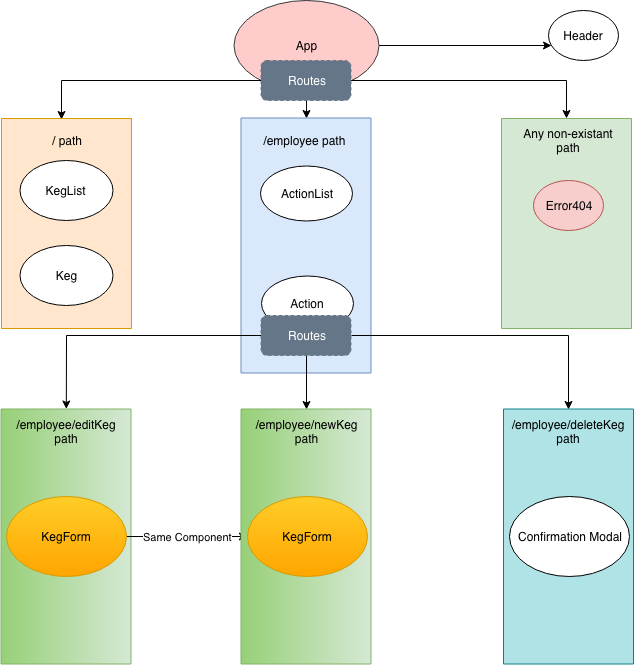 App
Header
Routes
/ path
/employee path
Any non-existant
path
KegList
ActionList
Error404
Keg
Action
Routes
/employee/editKeg
path
/employee/newKeg
path
/employee/deleteKeg
path
KegForm
Same Component
KegForm
Confirmation Modal